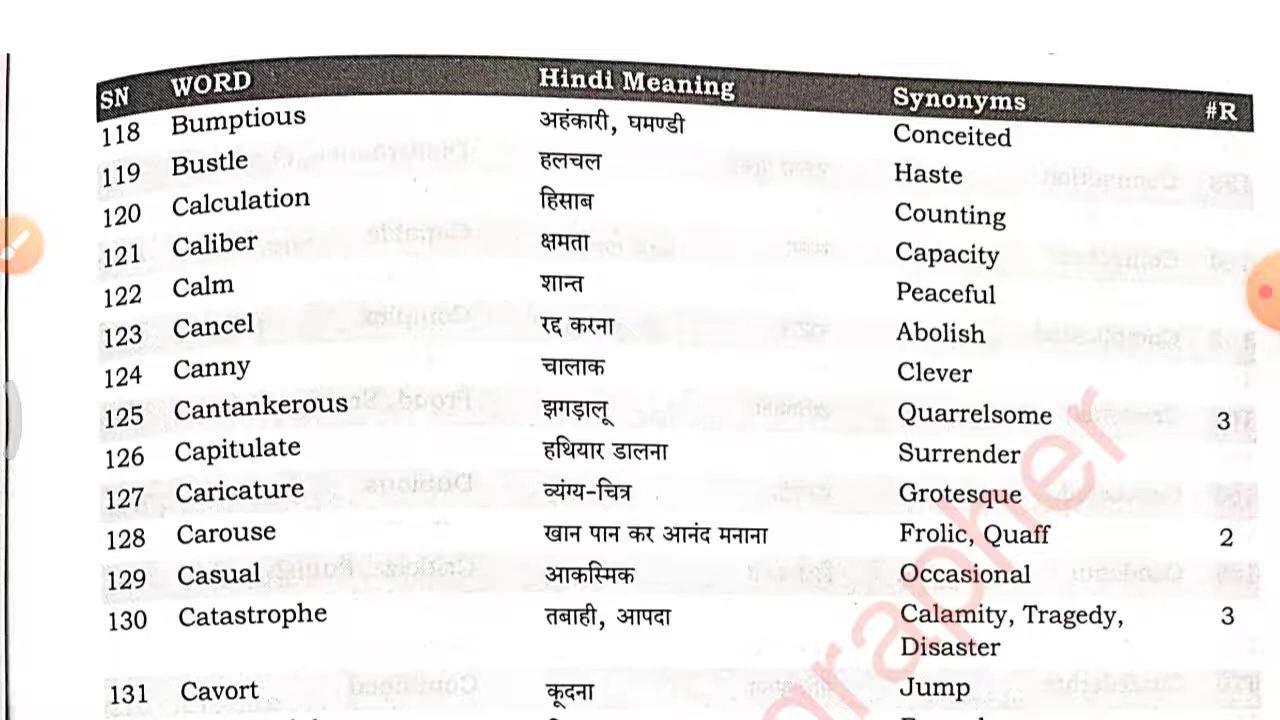 SN WORD Hindi Meaning Synonyms #R
118 Bumptious अहंकारी, घमण्डी Conceited
119 Bustle हलचल Haste
120 Calculation हिसाब Counting
121 Caliber क्षमता Capacity
122 Calm शान्त Peaceful
123 Cancel रद्द करना Abolish
124 Canny चालाक Clever
125 Cantankerous झगड़ालू Quarrelsome 3
126 Capitulate हथियार डालना Surrender
127 Caricature व्यंग्य-चित्र Grotesque
128 Carouse खान पान कर आनंद मनाना Frolic, Quaff 2
129 Casual आकस्मिक Occasional
130 Catastrophe तबाही, आपदा Calamity, Tragedy, 3
Disaster
131 Cavort कूदना Jump